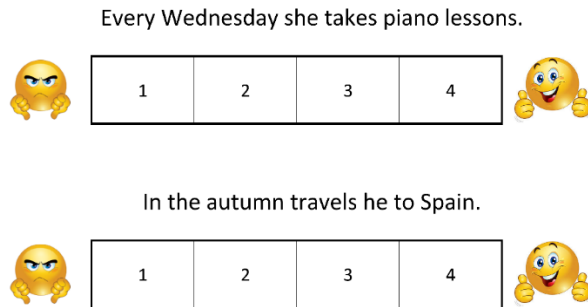 Every Wednesday she takes piano lessons.
1 2 3 4
In the autumn travels he to Spain.
1 2 3 4